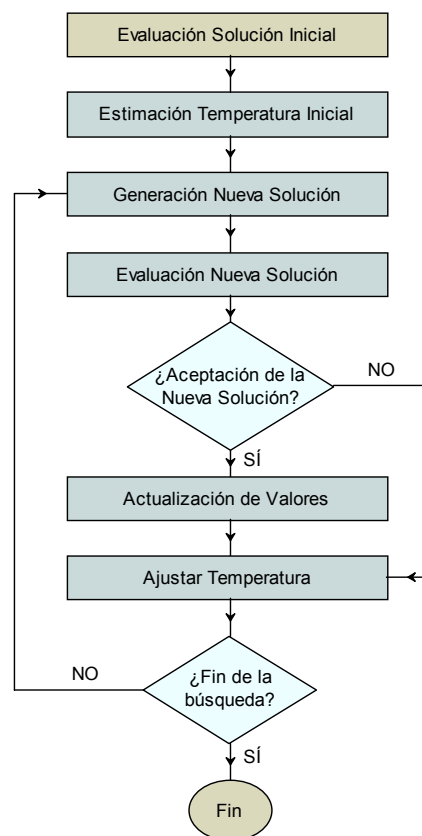 Evaluación Solución Inicial
Estimación Temperatura Inicial
Generación Nueva Solución
Evaluación Nueva Solución
¿Aceptación de la
Nueva Solución?
NO
SÍ
Actualización de Valores
Ajustar Temperatura
¿Fin de la
búsqueda?
NO
SÍ
Fin